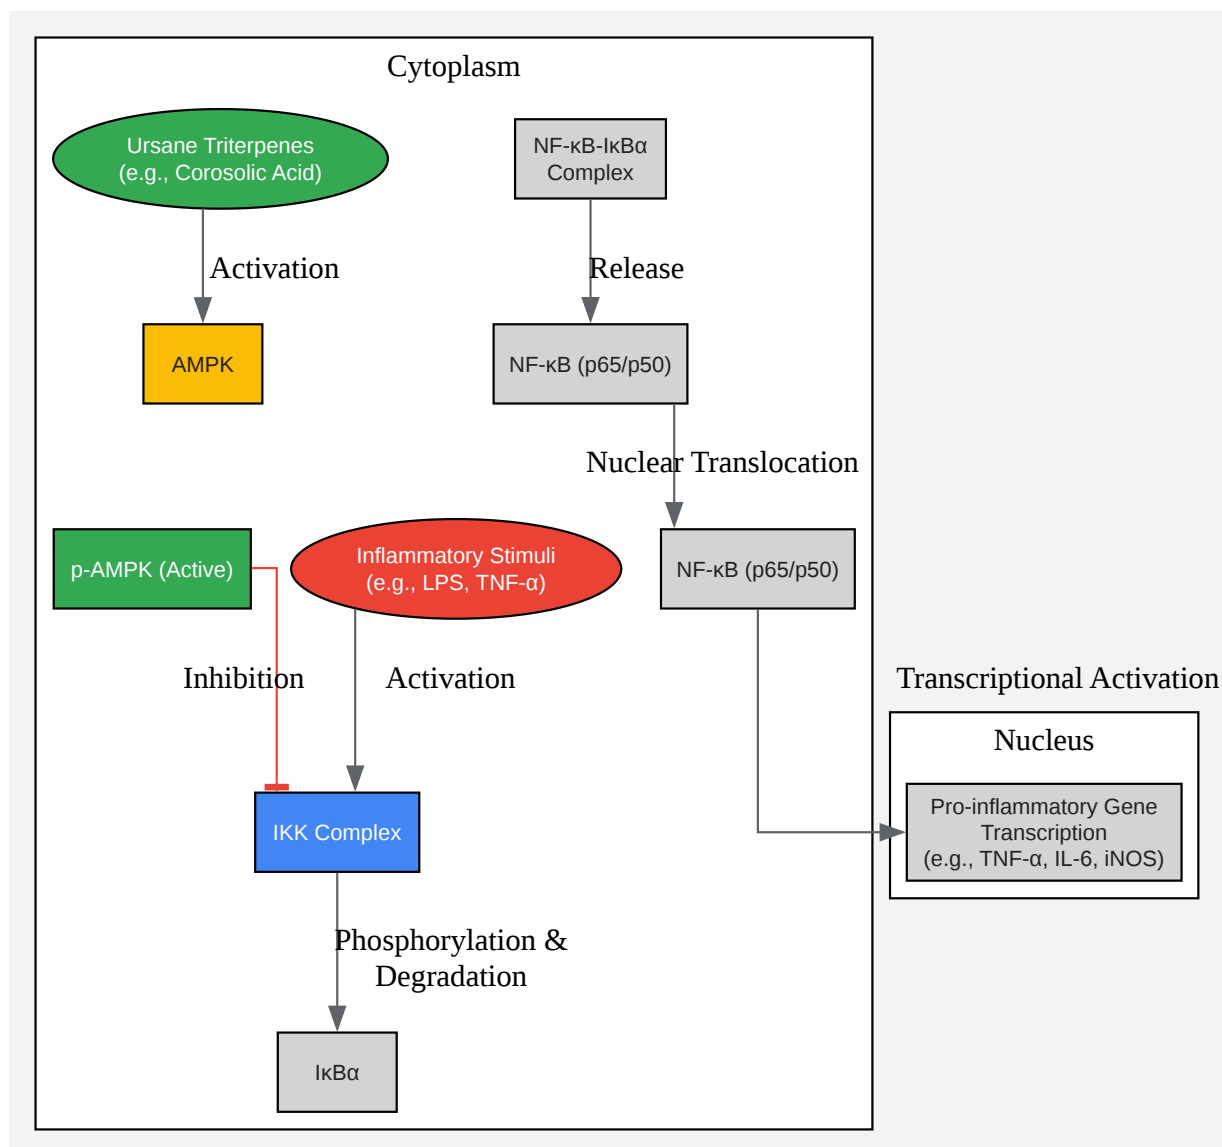 Cytoplasm
Ursane Triterpenes
(e.g., Corosolic Acid)
NF-κB-IκBα
Complex
Activation
Release
AMPK
NF-κB (p65/p50)
Nuclear Translocation
p-AMPK (Active)
Inflammatory Stimuli
(e.g., LPS, TNF-α)
NF-κB (p65/p50)
Inhibition
Activation
Transcriptional Activation
Nucleus
Pro-inflammatory Gene
Transcription
(e.g., TNF-α, IL-6, iNOS)
IKK Complex
Phosphorylation &
Degradation
IκBα